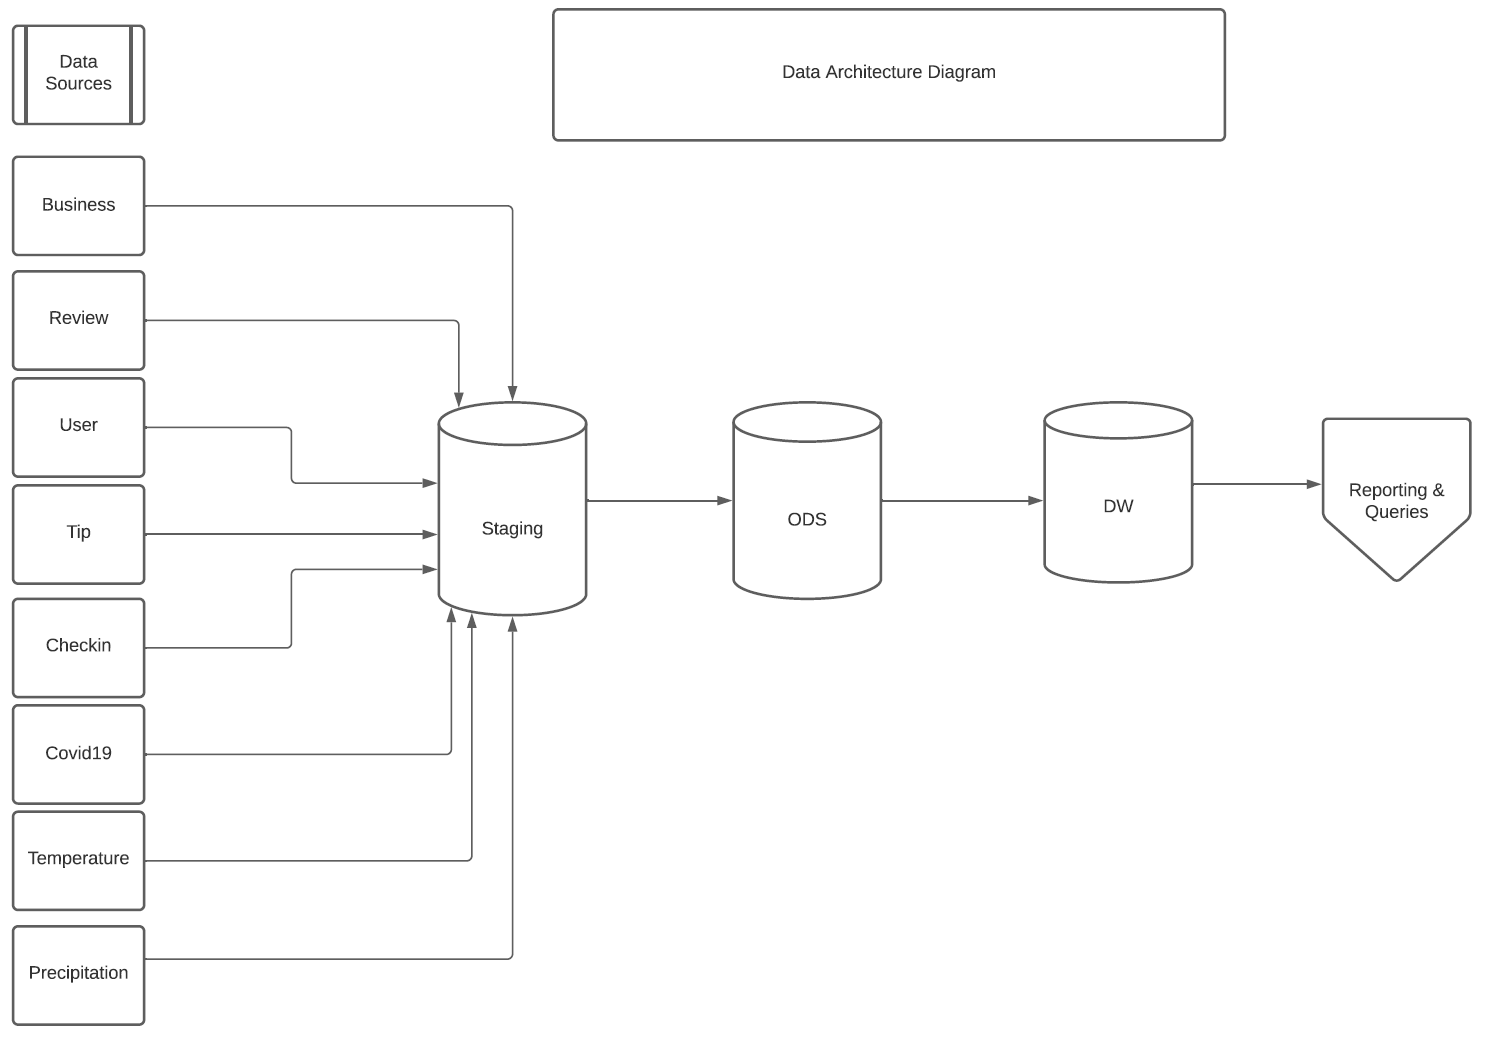 Data
Sources
Data Architecture Diagram
Business
Review
User
Tip
Checkin
Covid19
Temperature
Precipitation
Staging
ODS
DW
Reporting &
Queries